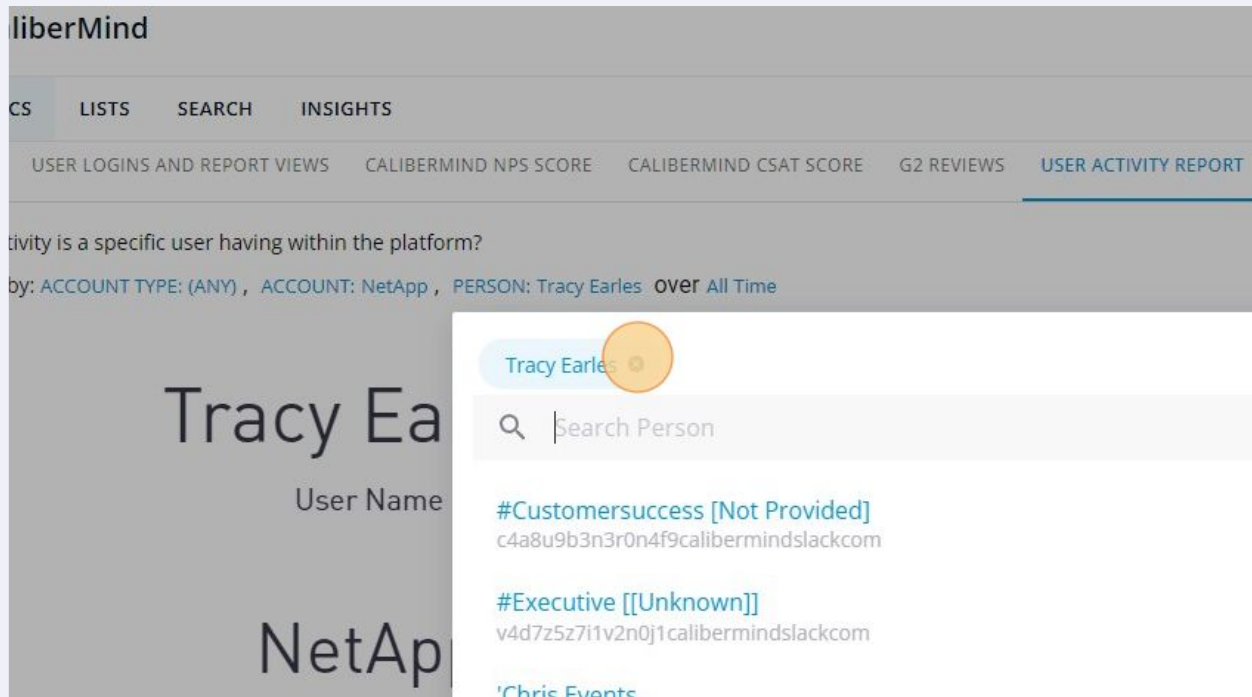 liberMind
CS LISTS SEARCH INSIGHTS
USER LOGINS AND REPORT VIEWS CALIBERMIND NPS SCORE CALIBERMIND CSAT SCORE G2 REVIEWS USER ACTIVITY REPORT
tivity is a specific user having within the platform?
by: ACCOUNT TYPE: (ANY) , ACCOUNT: NetApp , PERSON: Tracy Earles over All Time
Tracy Earles
Tracy Ea
Search Person
User Name
#Customersuccess [Not Provided]
c4a8u9b3n3r0n4f9calibermindslackcom
#Executive [[Unknown]]
v4d7z5z7i1v2n0j1calibermindslackcom
NetAp
'Chris Events